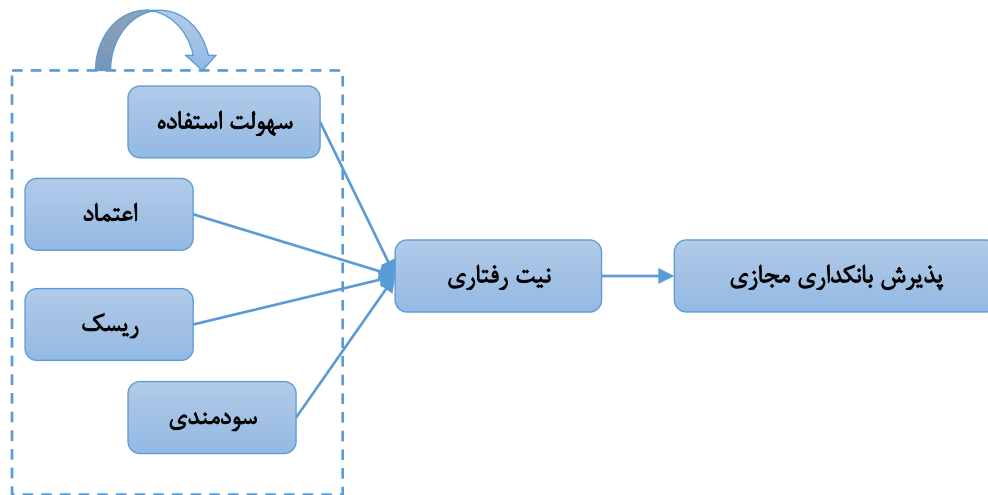 سهولت استفاده
اعتماد
ریسک
سودمندی
نیت رفتاری
پذیرش بانکداری مجازی